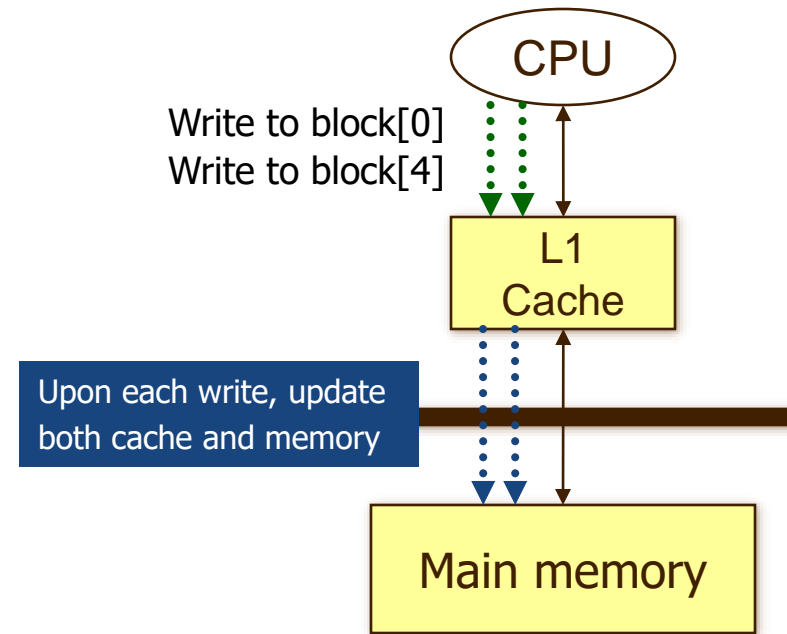 CPU
Write to block[0]
Write to block[4]
L1
Cache
Upon each write, update
both cache and memory
Main memory